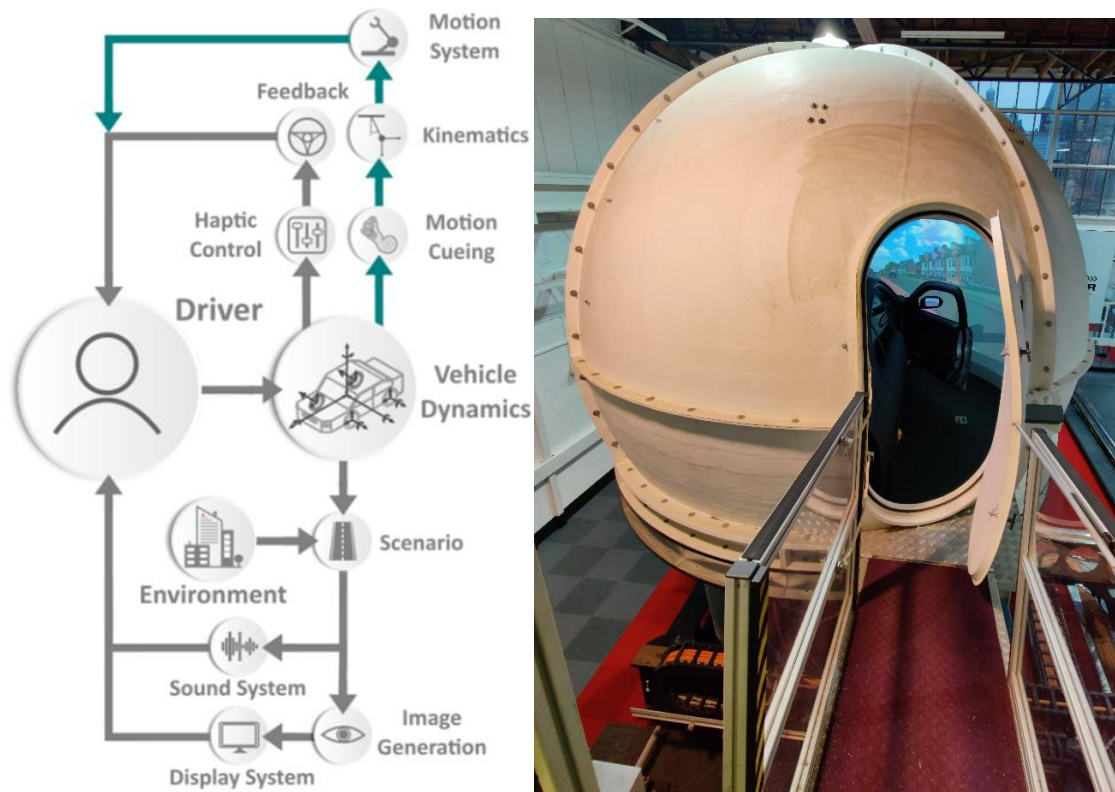 Motion
System
Feedback
Kinematics
Haptic
Control
Motion
Cueing
Driver
Vehicle
Dynamics
Scenario
Environment
Sound System
Image
Generation
Display System
R